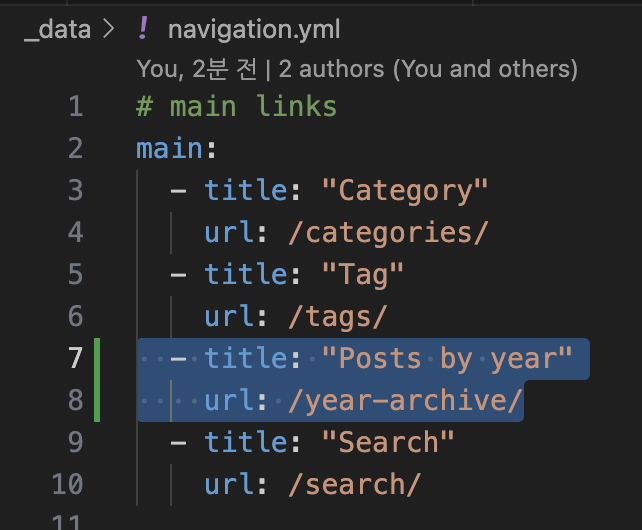 _data > ! navigation.yml
You, 2분 전 | 2 authors (You and others)
1 # main links
2 main:
3 - title: "Category"
4 url: /categories/
5 - title: "Tag"
6 url: /tags/
7 - title: "Posts by year"
8 url: /year-archive/
9 - title: "Search"
10 url: /search/
11